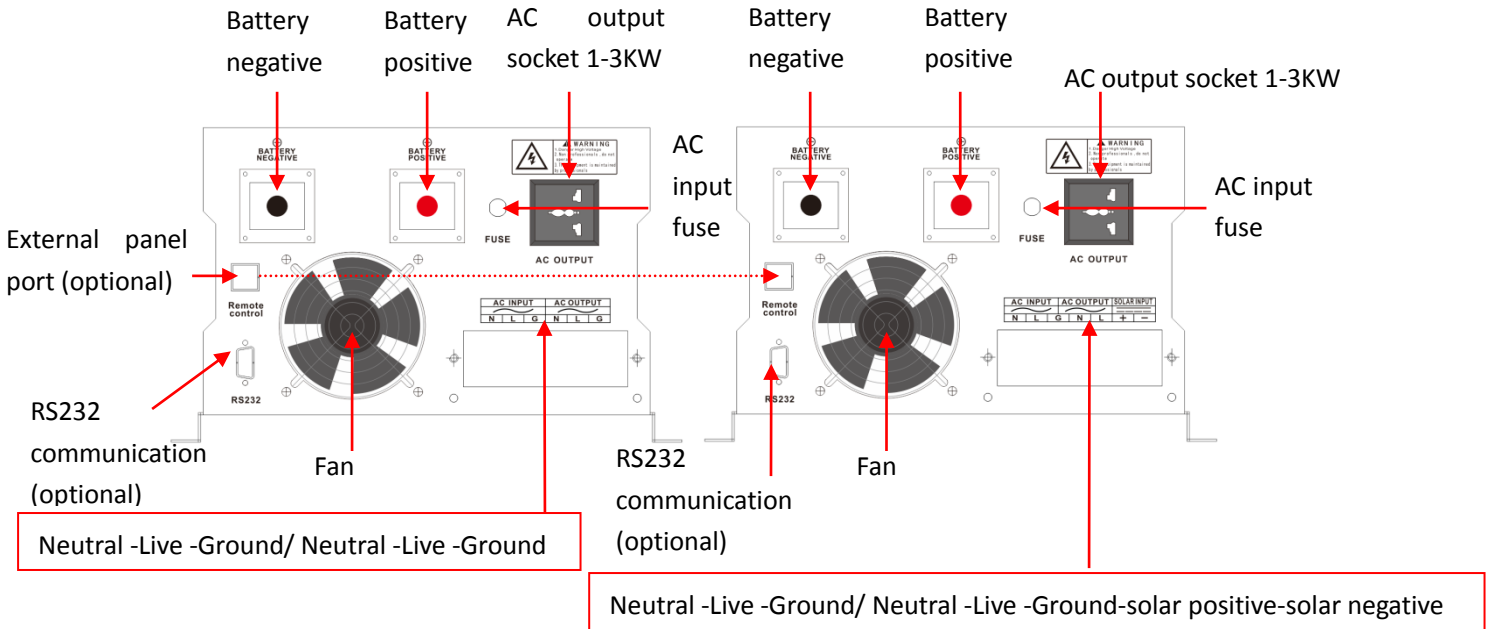 Battery negative
Battery positive
AC output socket 1-3KW
Battery negative
Battery positive
AC output socket 1-3KW
BATTERY NEGATIVE
BATTERY POSITIVE
WARNING
AC input fuse
FUSE
AC OUTPUT
BATTERY NEGATIVE
BATTERY POSITIVE
WARNING
AC input fuse
FUSE
AC OUTPUT
External panel port (optional)
Remote control
AC INPUT AC OUTPUT
N L G N L G
Remote control
AC INPUT AC OUTPUT SOLAR INPUT
N L G N L + −
RS232
RS232
RS232 communication (optional)
Fan
RS232 communication (optional)
Fan
Neutral -Live -Ground/ Neutral -Live -Ground
Neutral -Live -Ground/ Neutral -Live -Ground-solar positive-solar negative